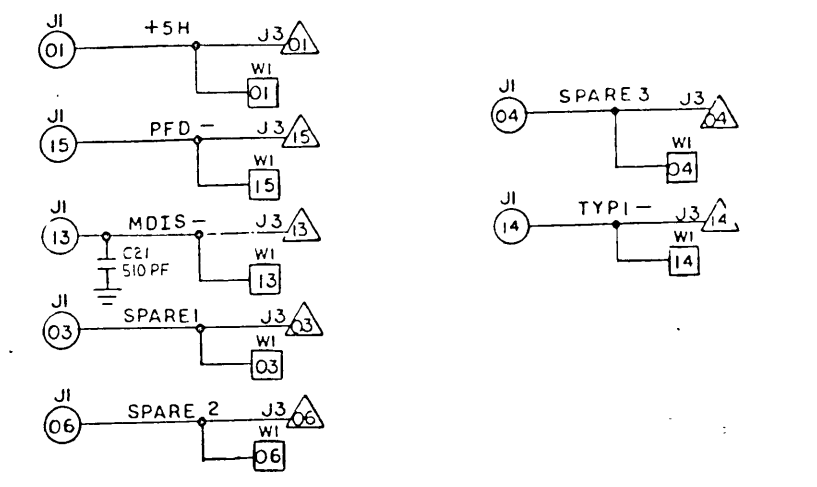 J1 +5H J3
01 01
W1
01
J1 PFD- J3
15 15
W1
15
J1 MDIS- J3
13 13
C21
510 PF
W1
13
J1 SPARE1 J3
03 03
W1
03
J1 SPARE 2 J3
06 06
W1
06
J1 SPARE 3 J3
04 04
W1
04
J1 TYP1- J3
14 14
W1
14